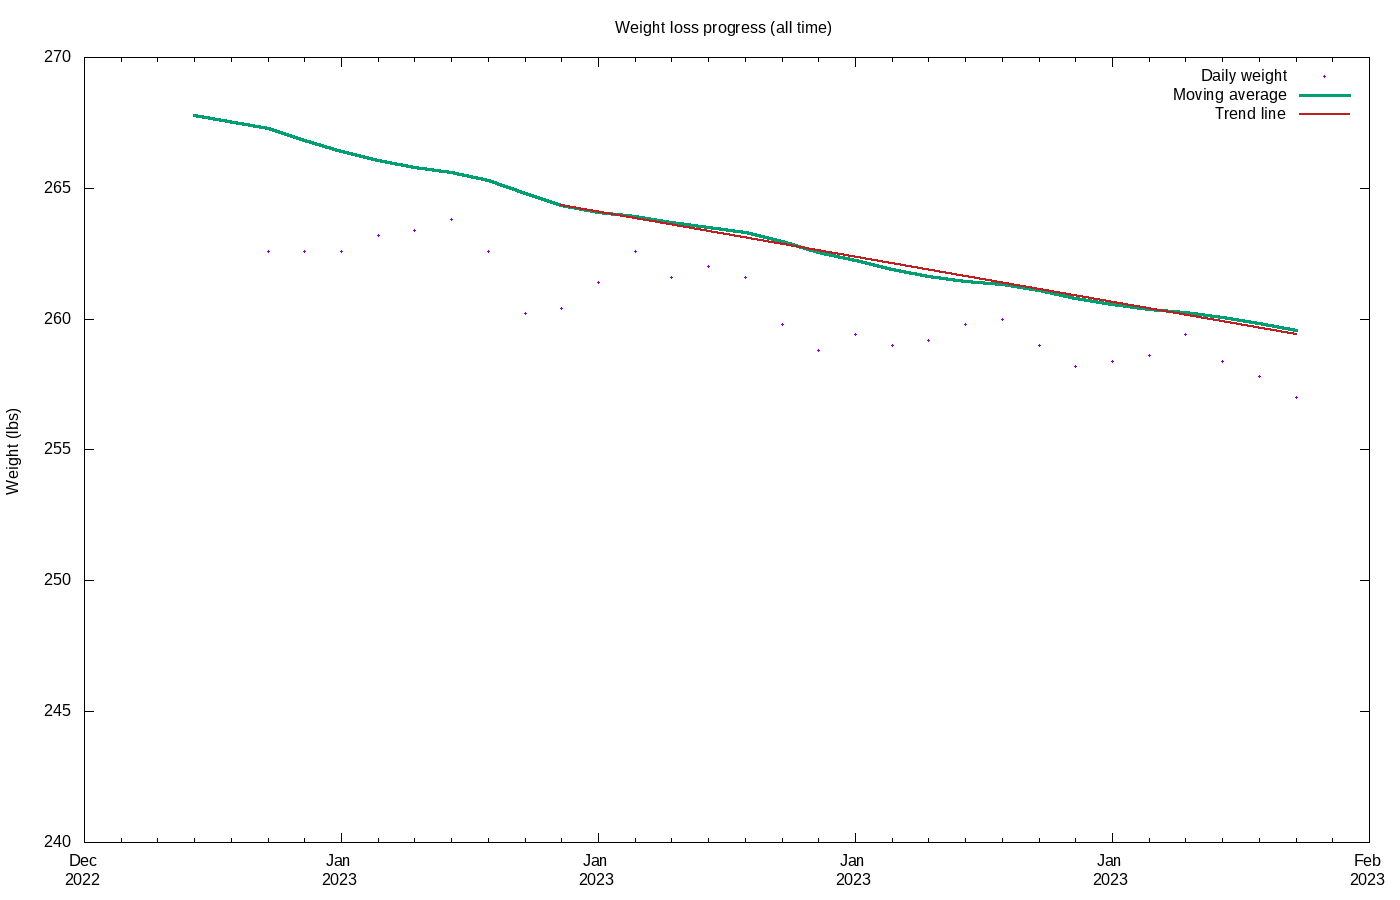 Weight loss progress (all time)
270
265
260
255
250
245
240
Weight (lbs)
Daily weight
Moving average
Trend line
Dec
2022
Jan
2023
Jan
2023
Jan
2023
Jan
2023
Feb
2023